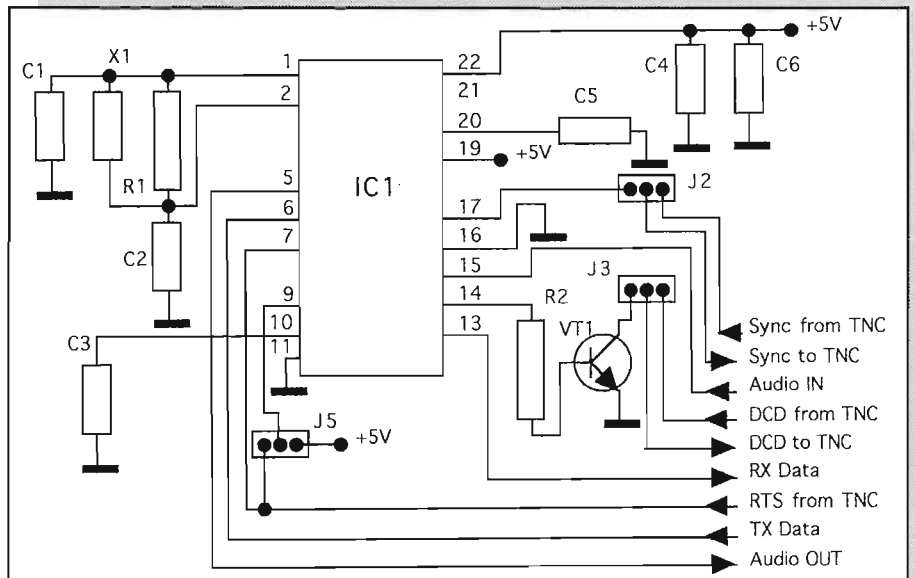 C1
X1
R1
C2
C3
1
2
5
6
7
9
10
11
IC1
22
21
20
19
17
16
15
14
13
+5V
C4
C6
C5
+5V
J2
J3
R2
VT1
J5
+5V
Sync from TNC
Sync to TNC
Audio IN
DCD from TNC
DCD to TNC
RX Data
RTS from TNC
TX Data
Audio OUT